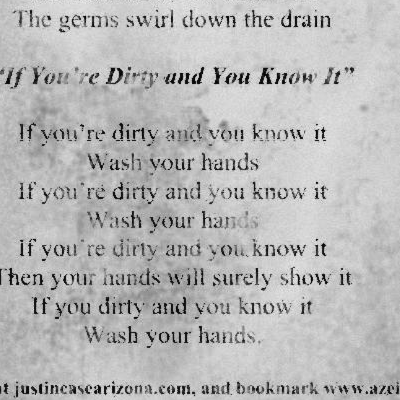 The germs swirl down the drain
"If You're Dirty and You Know It"
If you're dirty and you know it
Wash your hands
If you're dirty and you know it
Wash your hands
If you're dirty and you know it
Then your hands will surely show it
If you dirty and you know it
Wash your hands.
at justincasearizona.com, and bookmark www.azei